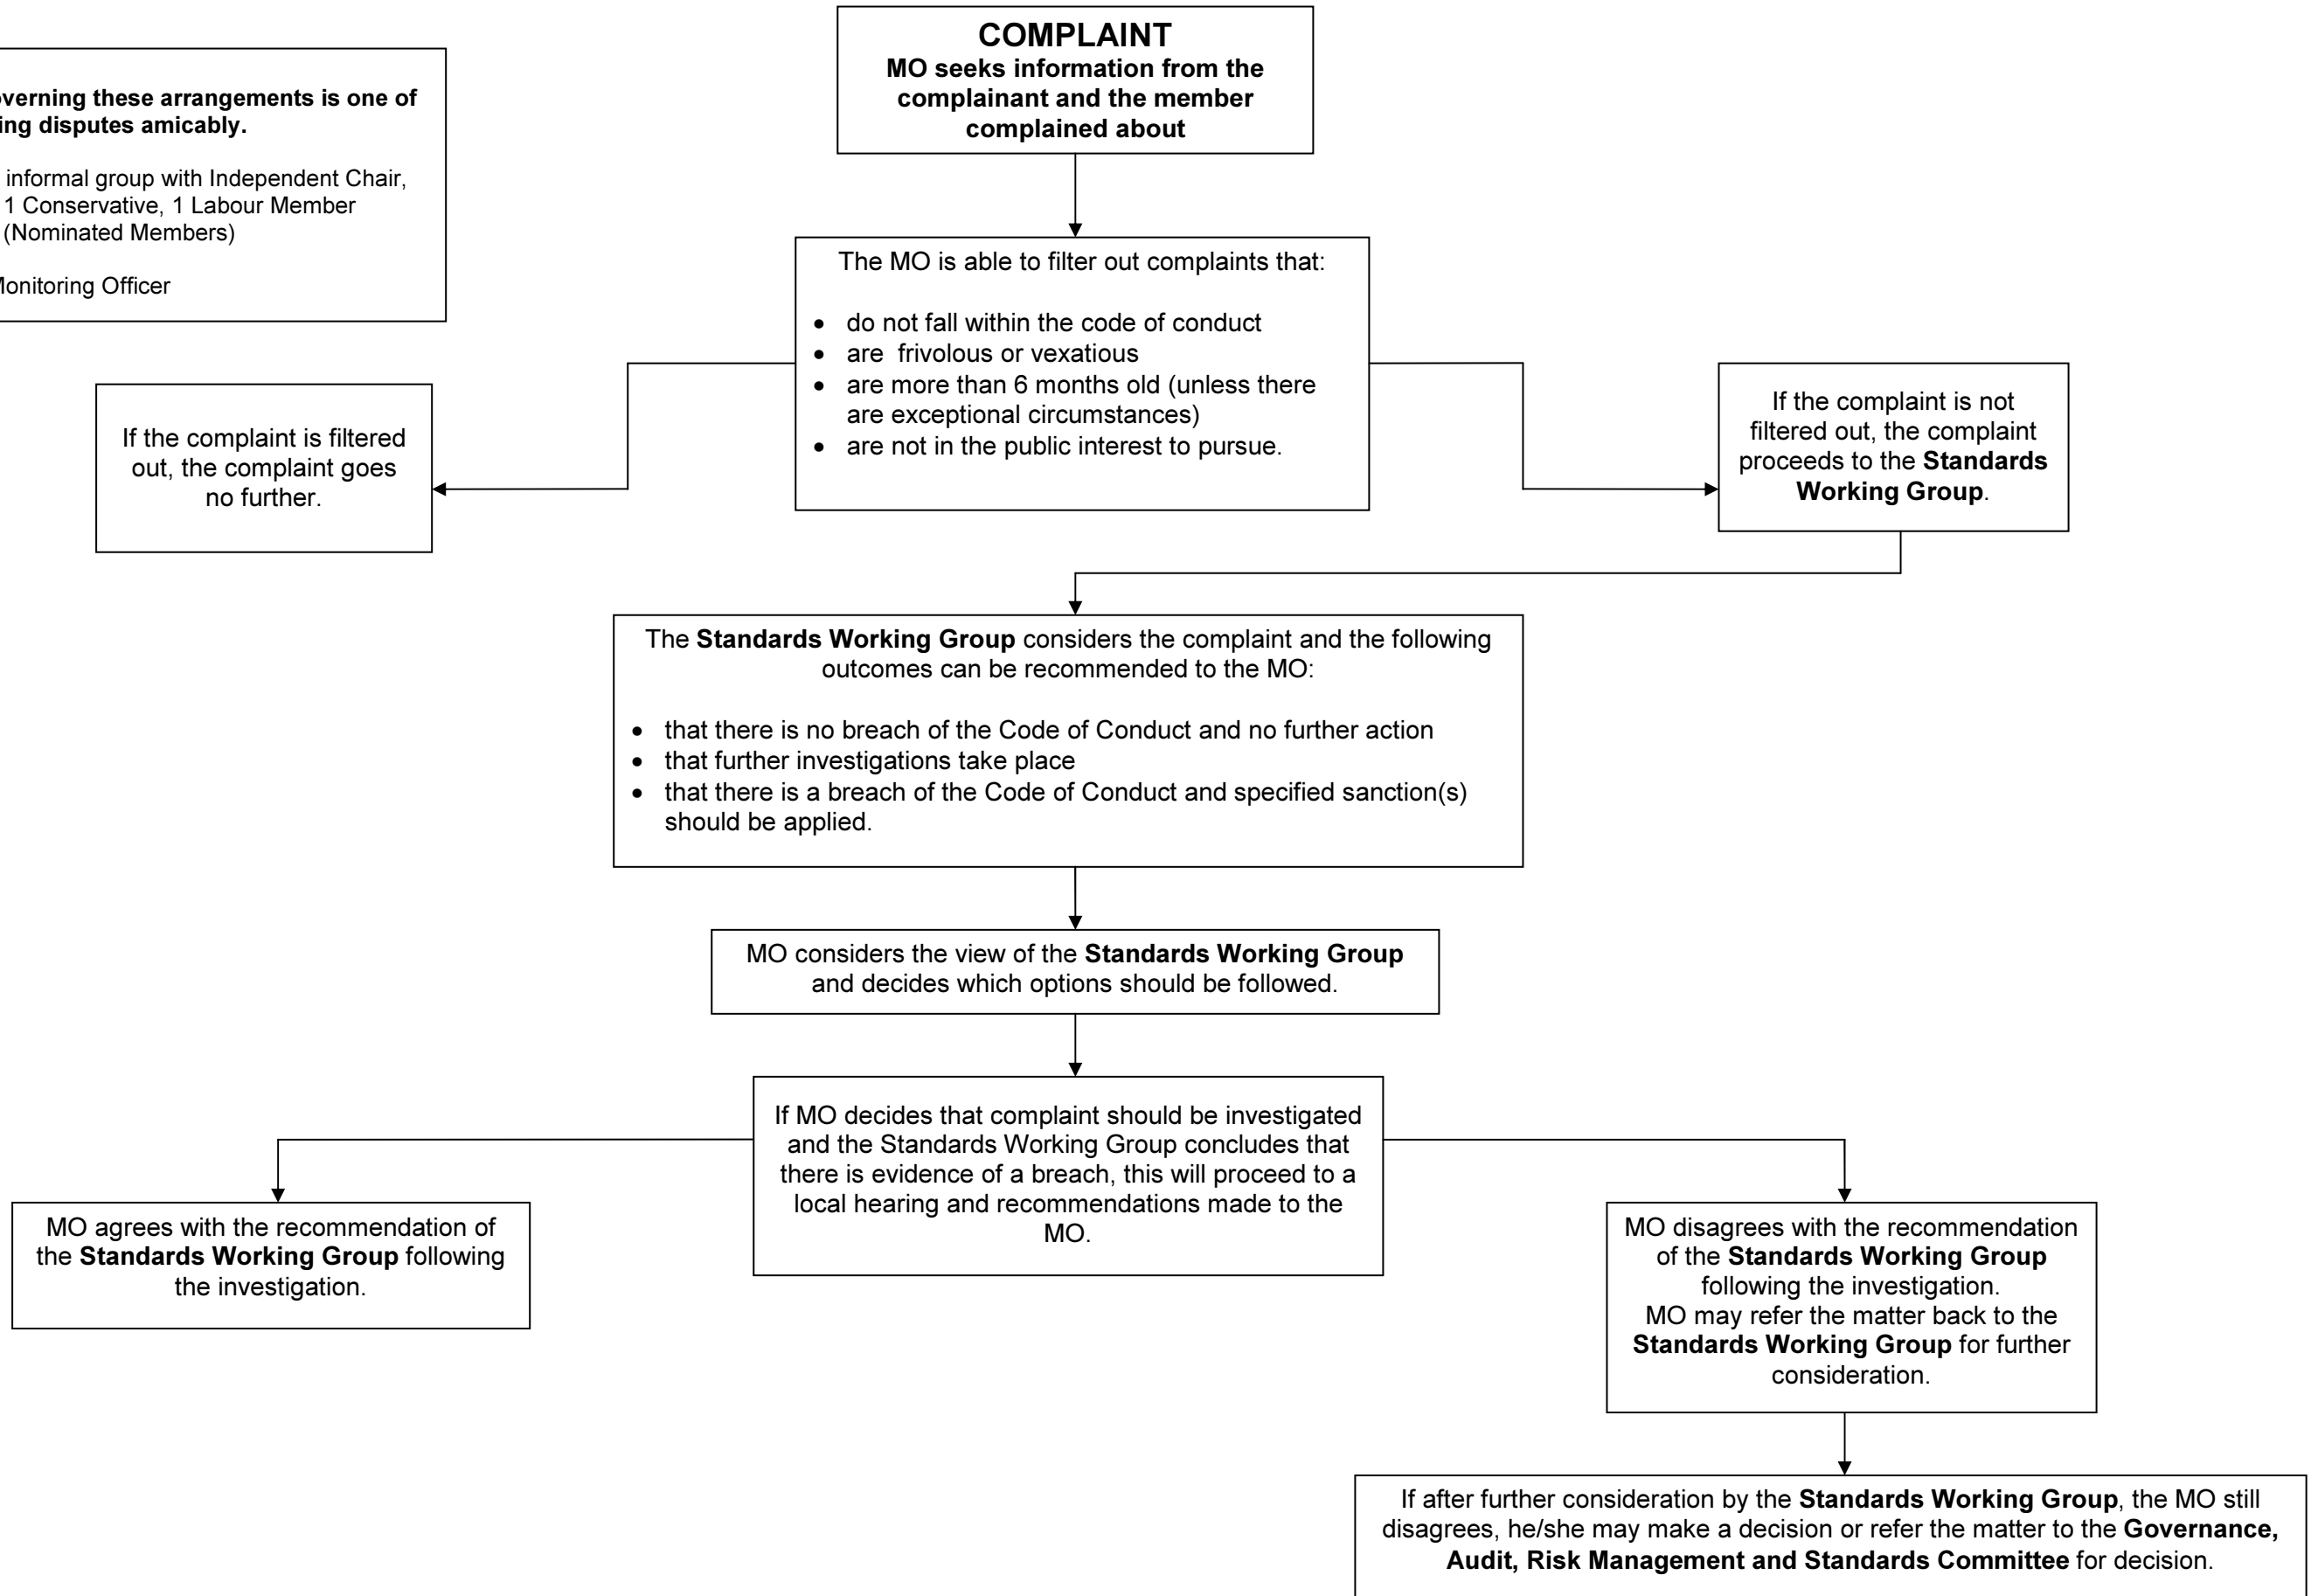 COMPLAINT
MO seeks information from the
complainant and the member
complained about
overning these arrangements is one of
ing disputes amicably.
informal group with Independent Chair,
1 Conservative, 1 Labour Member
(Nominated Members)
Monitoring Officer
The MO is able to filter out complaints that:
• do not fall within the code of conduct
• are frivolous or vexatious
• are more than 6 months old (unless there
are exceptional circumstances)
• are not in the public interest to pursue.
If the complaint is filtered
out, the complaint goes
no further.
If the complaint is not
filtered out, the complaint
proceeds to the Standards
Working Group.
The Standards Working Group considers the complaint and the following
outcomes can be recommended to the MO:
• that there is no breach of the Code of Conduct and no further action
• that further investigations take place
• that there is a breach of the Code of Conduct and specified sanction(s)
should be applied.
MO considers the view of the Standards Working Group
and decides which options should be followed.
If MO decides that complaint should be investigated
and the Standards Working Group concludes that
there is evidence of a breach, this will proceed to a
local hearing and recommendations made to the
MO.
MO agrees with the recommendation of
the Standards Working Group following
the investigation.
MO disagrees with the recommendation
of the Standards Working Group
following the investigation.
MO may refer the matter back to the
Standards Working Group for further
consideration.
If after further consideration by the Standards Working Group, the MO still
disagrees, he/she may make a decision or refer the matter to the Governance,
Audit, Risk Management and Standards Committee for decision.